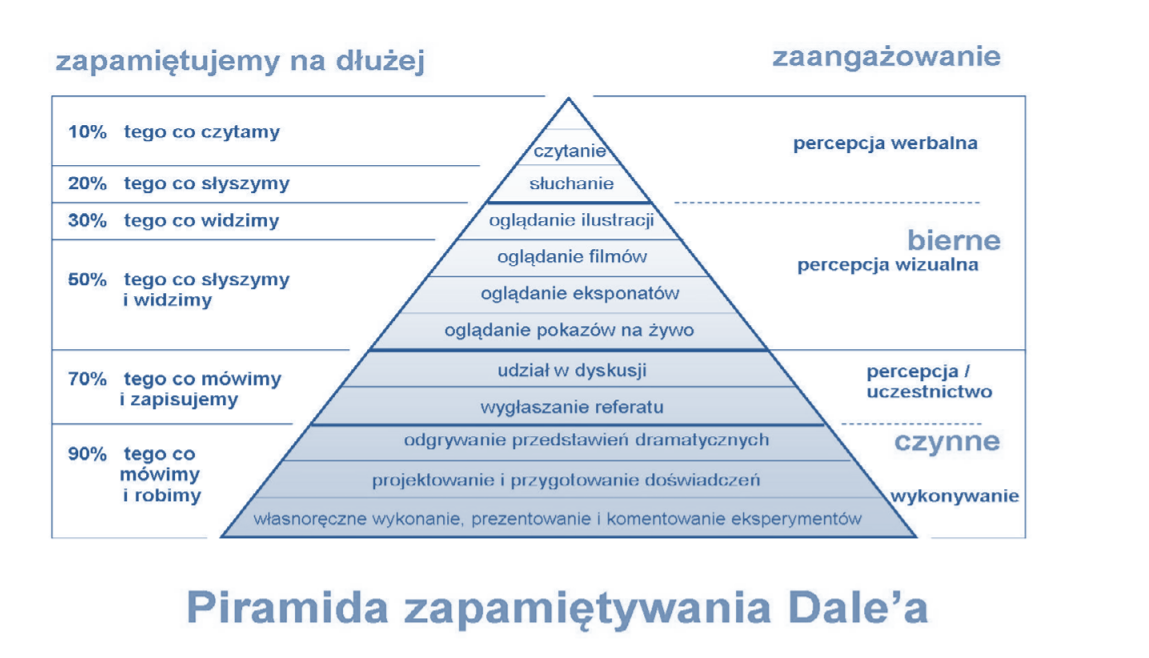 zapamiętujemy na dłużej
zaangażowanie
10% tego co czytamy
20% tego co słyszymy
30% tego co widzimy
50% tego co słyszymy
i widzimy
70% tego co mówimy
i zapisujemy
90% tego co
mówimy
i robimy
czytanie
słuchanie
oglądanie ilustracji
oglądanie filmów
oglądanie eksponatów
oglądanie pokazów na żywo
udział w dyskusji
wygłaszanie referatu
odgrywanie przedstawień dramatycznych
projektowanie i przygotowanie doświadczeń
własnoręczne wykonanie, prezentowanie i komentowanie eksperymentów
percepcja werbalna
bierne
percepcja wizualna
percepcja /
uczestnictwo
czynne
wykonywanie
Piramida zapamiętywania Dale’a